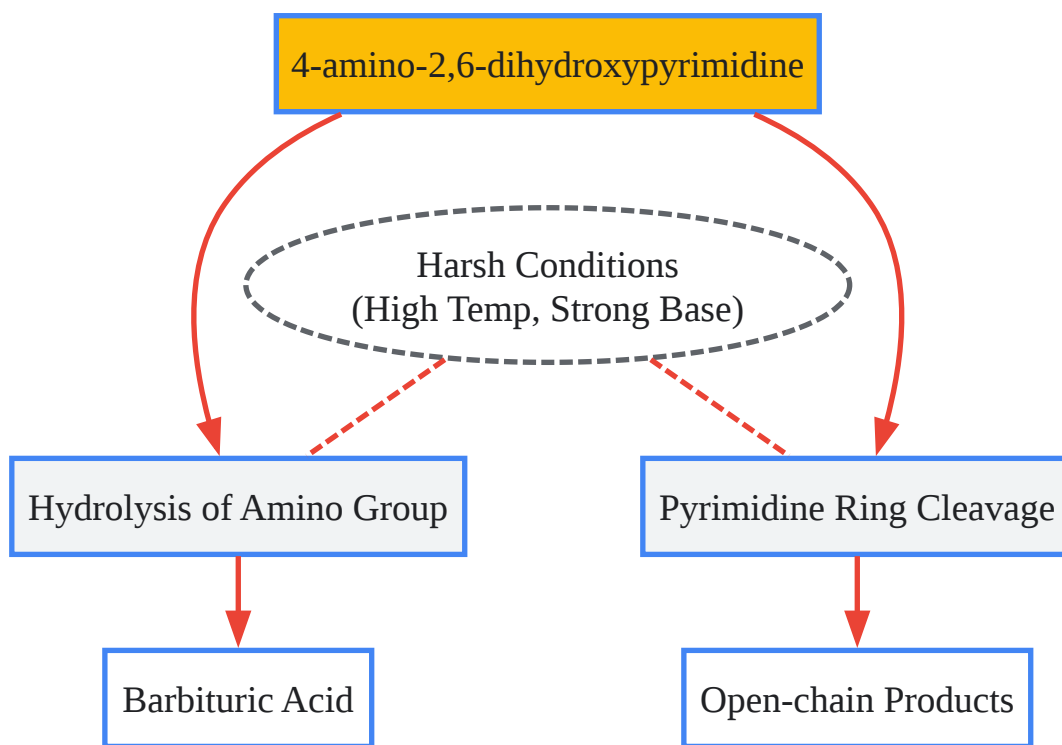 4-amino-2,6-dihydroxypyrimidine
Harsh Conditions
(High Temp, Strong Base)
Hydrolysis of Amino Group
Pyrimidine Ring Cleavage
Barbituric Acid
Open-chain Products